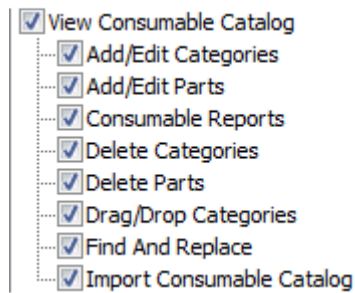 View Consumable Catalog
Add/Edit Categories
Add/Edit Parts
Consumable Reports
Delete Categories
Delete Parts
Drag/Drop Categories
Find And Replace
Import Consumable Catalog